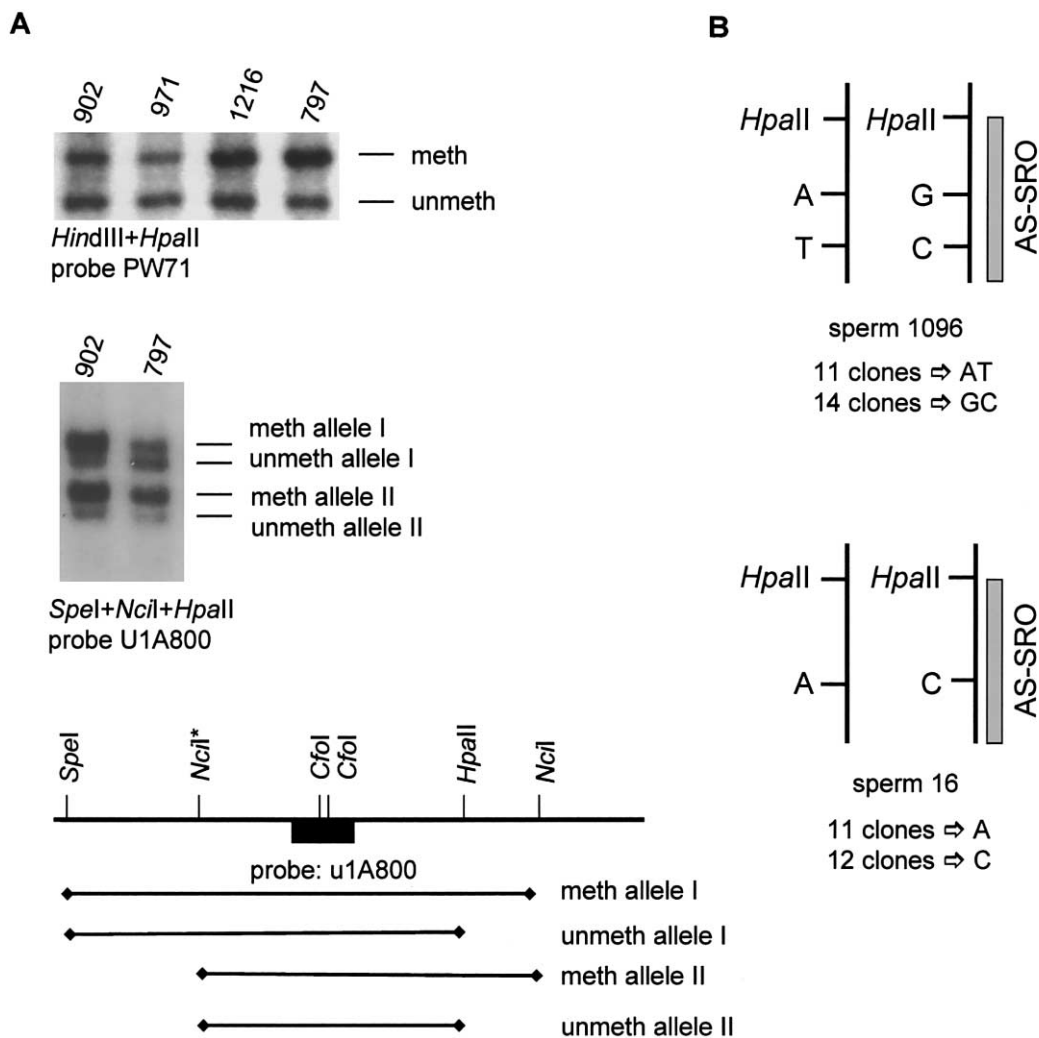 A
902 971 1216 797
meth
unmeth
HindIII+HpaII
probe PW71
902 797
meth allele I
unmeth allele I
meth allele II
unmeth allele II
SpeI+NciI+HpaII
probe U1A800
SpeI NciI* CfoI CfoI HpaII NciI
probe: u1A800
meth allele I
unmeth allele I
meth allele II
unmeth allele II
B
HpaII HpaII
A G
T C
AS-SRO
sperm 1096
11 clones ⇨ AT
14 clones ⇨ GC
HpaII HpaII
A C
AS-SRO
sperm 16
11 clones ⇨ A
12 clones ⇨ C